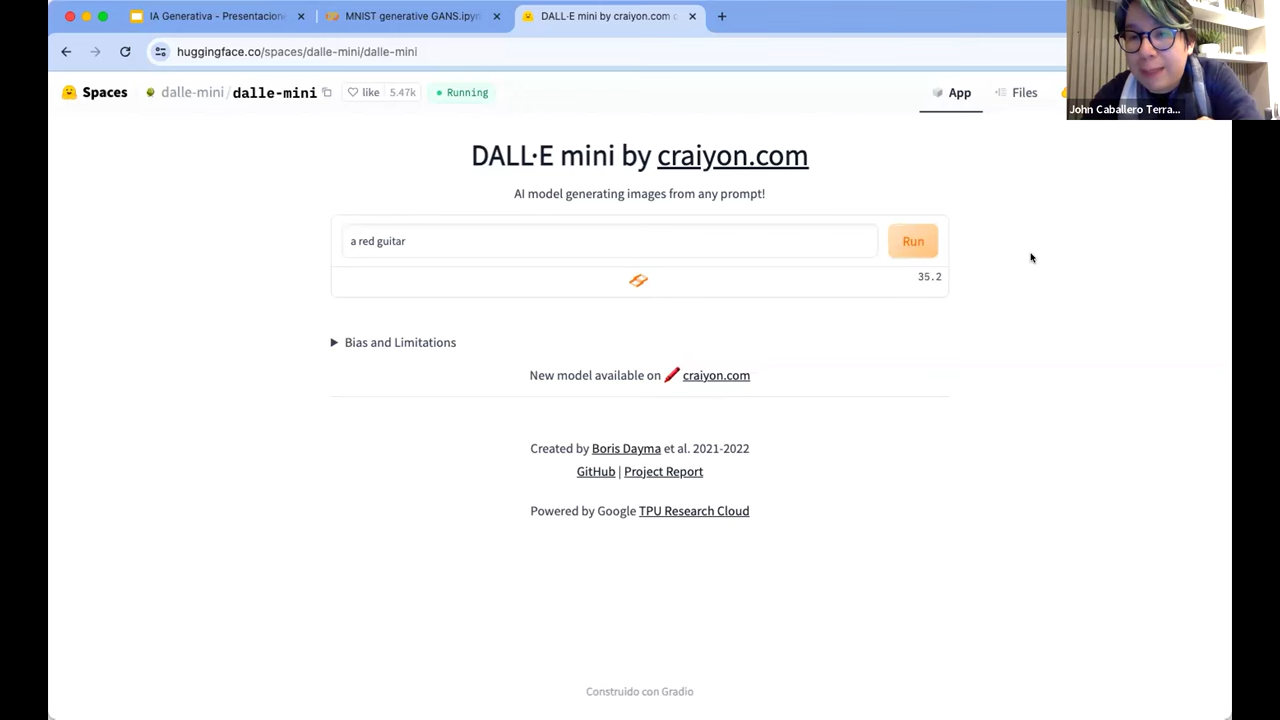 IA Generativa - Presentacione
MNIST generative GANS.ipyn
DALL·E mini by craiyon.com
huggingface.co/spaces/dalle-mini/dalle-mini
Spaces
dalle-mini/dalle-mini
like 5.47k
Running
App
Files
John Caballero Terra...
DALL·E mini by craiyon.com
AI model generating images from any prompt!
a red guitar
Run
35.2
Bias and Limitations
New model available on craiyon.com
Created by Boris Dayma et al. 2021-2022
GitHub | Project Report
Powered by Google TPU Research Cloud
Construido con Gradio